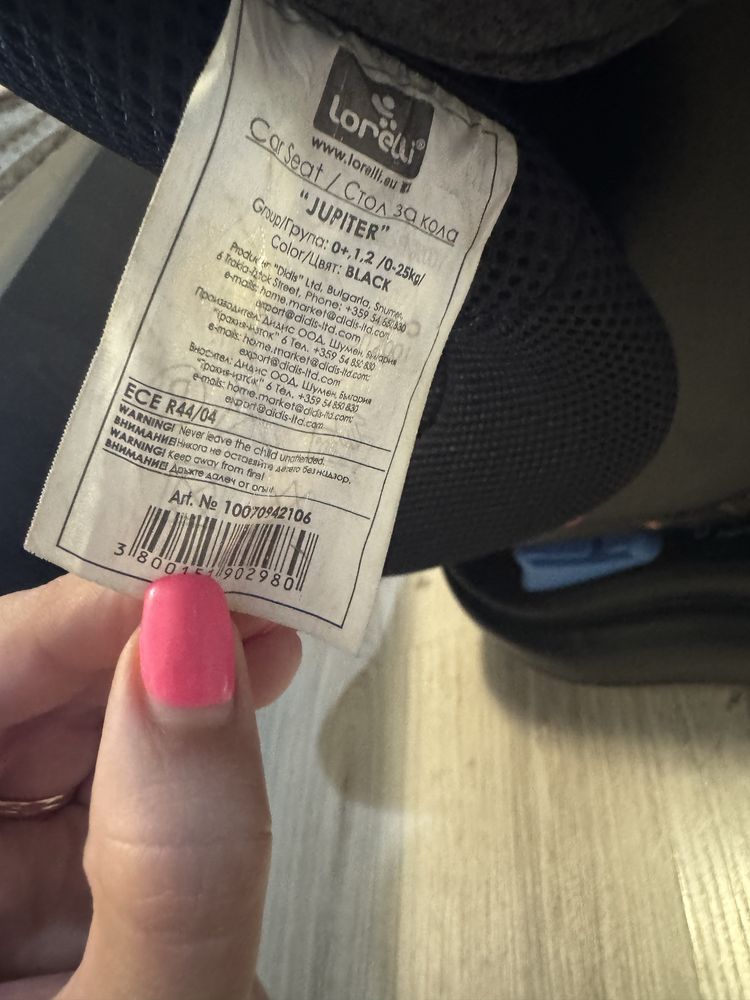 lorelli®
www.lorelli.eu
Car Seat / Стол за кола
"JUPITER"
Group/Група: 0+,1,2 /0-25kg/
Color/Цвят: BLACK
Producer: "Didis" Ltd. Bulgaria, Shumen,
6 Trakia-Iztok Street, Phone: +359 54 850 830
e-mails: home.market@didis-ltd.com;
export@didis-ltd.com
Производител: Дидис ООД, Шумен, България
"Тракия-изток" 6 Тел. +359 54 850 830
e-mails: home.market@didis-ltd.com;
export@didis-ltd.com
Вносител: Дидис ООД, Шумен, България
"Тракия-изток" 6 Тел. +359 54 850 830
e-mails: home.market@didis-ltd.com;
export@didis-ltd.com
ECE R44/04
WARNING! Never leave the child unattended.
ВНИМАНИЕ! Никога не оставяйте детето без надзор.
WARNING! Keep away from fire!
ВНИМАНИЕ! Дръжте далеч от огън!
Art. № 10070942106
3 800151 902980